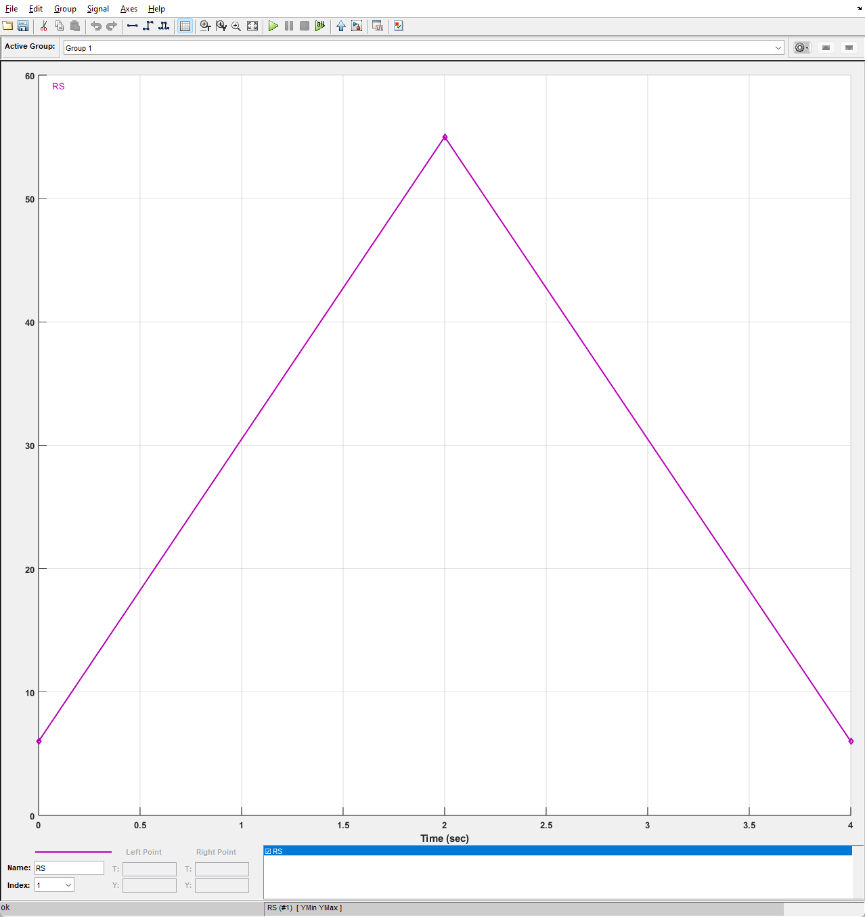 File Edit Group Signal Axes Help
Active Group: Group 1
RS
60
50
40
30
20
10
0
0 0.5 1 1.5 2 2.5 3 3.5 4
Time (sec)
Left Point Right Point
Name: RS T: T:
Index: 1 Y: Y:
RS
ok
RS (#1) [ YMin YMax ]